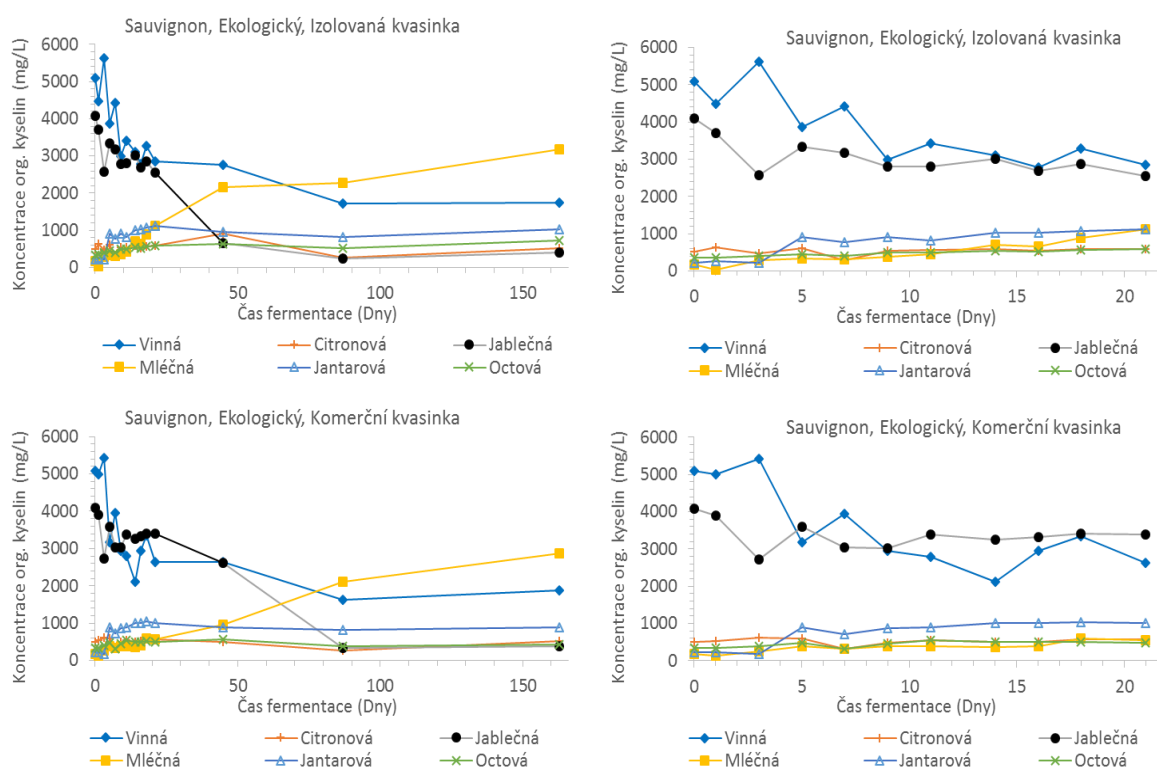 Sauvignon, Ekologický, Izolovaná kvasinka
Koncentrace org. kyselin (mg/L)
6000
5000
4000
3000
2000
1000
0
0 50 100 150
Čas fermentace (Dny)
Vinná Citronová Jablečná
Mléčná Jantarová Octová
Sauvignon, Ekologický, Izolovaná kvasinka
Koncentrace org. kyselin (mg/L)
6000
5000
4000
3000
2000
1000
0
0 5 10 15 20
Čas fermentace (Dny)
Vinná Citronová Jablečná
Mléčná Jantarová Octová
Sauvignon, Ekologický, Komerční kvasinka
Koncentrace org. kyselin (mg/L)
6000
5000
4000
3000
2000
1000
0
0 50 100 150
Čas fermentace (Dny)
Vinná Citronová Jablečná
Mléčná Jantarová Octová
Sauvignon, Ekologický, Komerční kvasinka
Koncentrace org. kyselin (mg/L)
6000
5000
4000
3000
2000
1000
0
0 5 10 15 20
Čas fermentace (Dny)
Vinná Citronová Jablečná
Mléčná Jantarová Octová